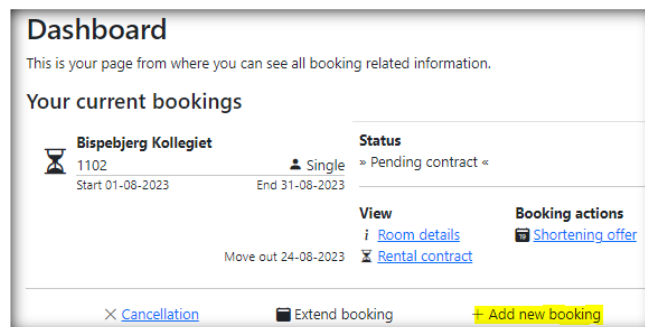 Dashboard
This is your page from where you can see all booking related information.
Your current bookings
Bispebjerg Kollegiet
1102 Single
Start 01-08-2023 End 31-08-2023
Move out 24-08-2023
Status
» Pending contract «
View
i Room details
Rental contract
Booking actions
19 Shortening offer
Cancellation
Extend booking
+ Add new booking